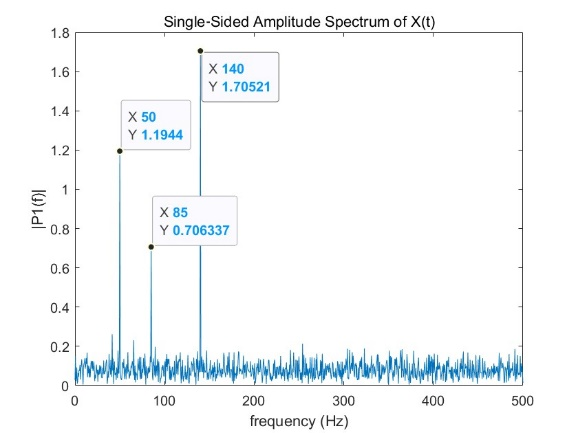 Single-Sided Amplitude Spectrum of X(t)
1.8
1.6
1.4
1.2
1
0.8
0.6
0.4
0.2
0
|P1(f)|
X 140
Y 1.70521
X 50
Y 1.1944
X 85
Y 0.706337
0 100 200 300 400 500
frequency (Hz)